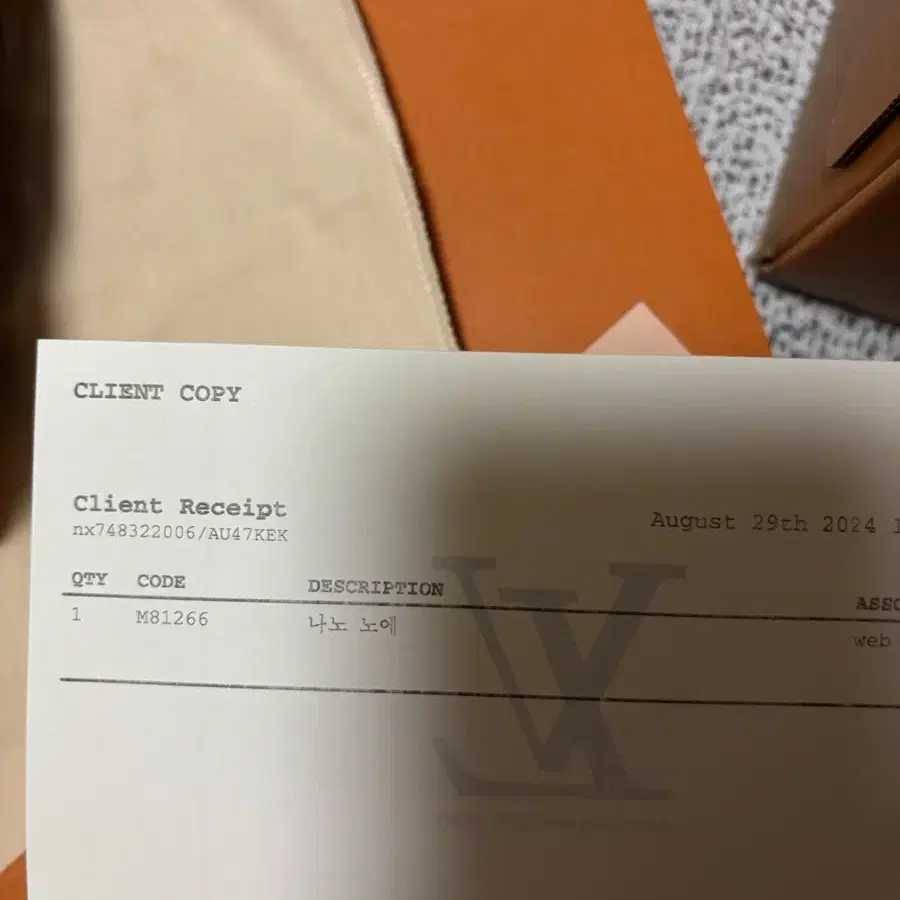 CLIENT COPY
Client Receipt
nx748322006/AU47KEK
August 29th 2024
QTY CODE DESCRIPTION
1 M81266 나노 노에 web
LV